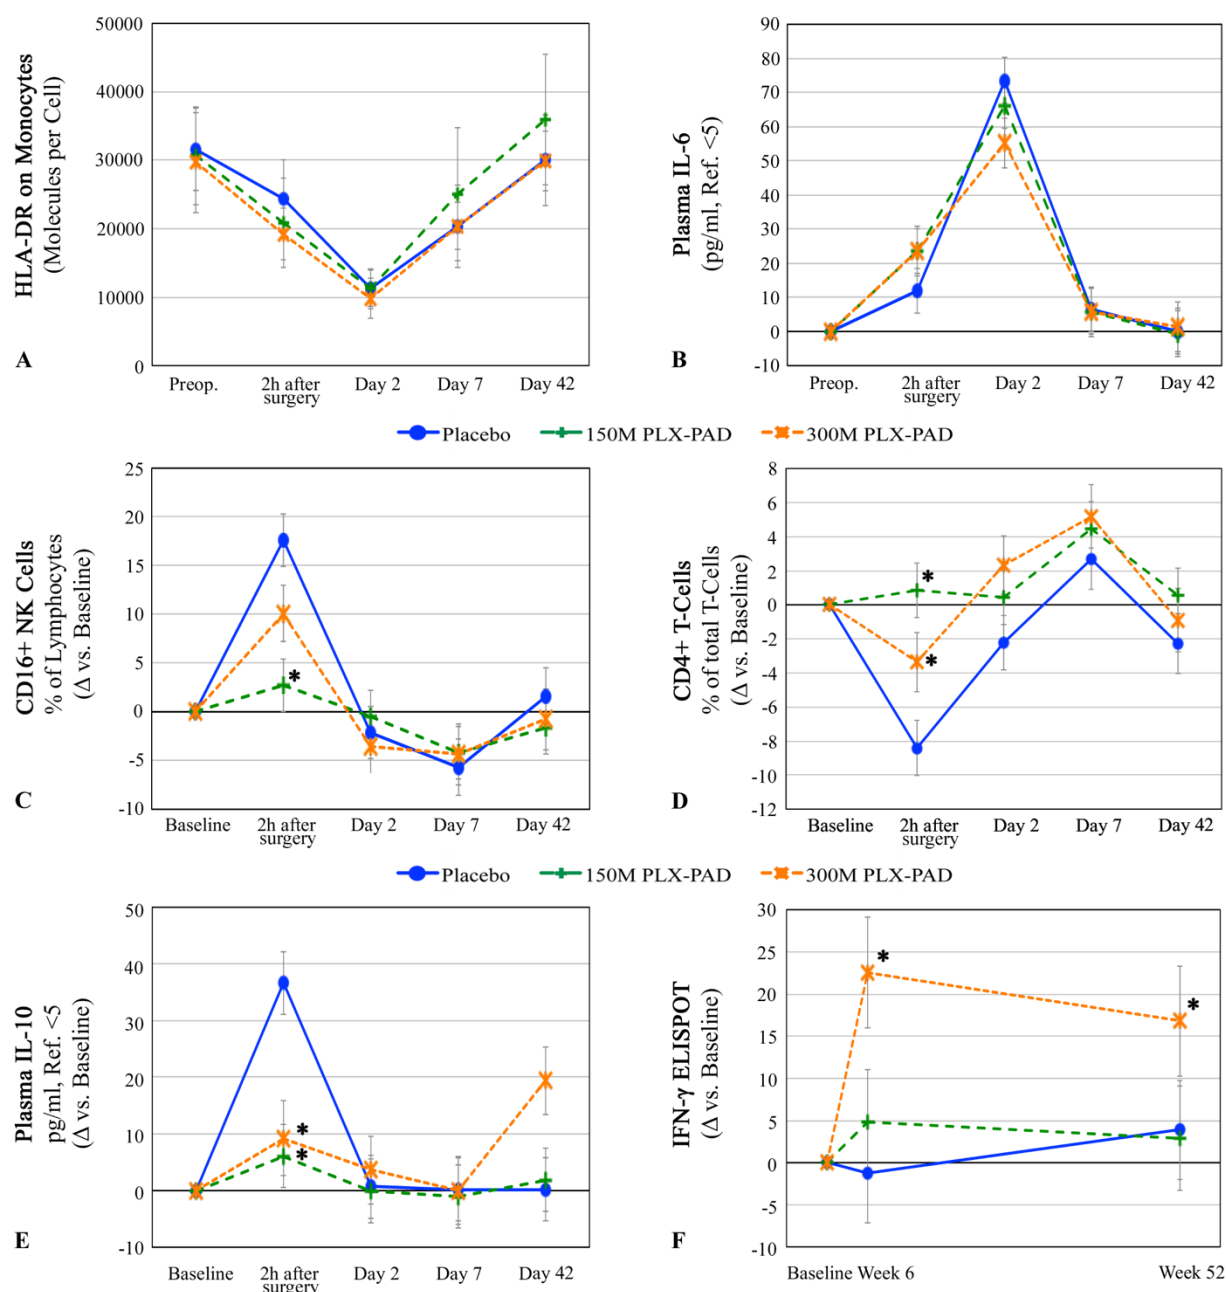 HLA-DR on Monocytes
(Molecules per Cell)
50000
40000
30000
20000
10000
0
A
Preop.
2h after
surgery
Day 2
Day 7
Day 42
Plasma IL-6
(pg/ml, Ref. <5)
90
80
70
60
50
40
30
20
10
0
-10
B
Preop.
2h after
surgery
Day 2
Day 7
Day 42
Placebo
150M PLX-PAD
300M PLX-PAD
CD16+ NK Cells
% of Lymphocytes
(Δ vs. Baseline)
25
20
15
10
5
0
-5
-10
*
C
Baseline
2h after
surgery
Day 2
Day 7
Day 42
CD4+ T-Cells
% of total T-Cells
(Δ vs. Baseline)
8
6
4
2
0
-2
-4
-6
-8
-10
-12
*
*
D
Baseline
2h after
surgery
Day 2
Day 7
Day 42
Placebo
150M PLX-PAD
300M PLX-PAD
Plasma IL-10
pg/ml, Ref. <5
(Δ vs. Baseline)
50
40
30
20
10
0
-10
*
*
E
Baseline
2h after
surgery
Day 2
Day 7
Day 42
IFN-γ ELISPOT
(Δ vs. Baseline)
30
25
20
15
10
5
0
-5
-10
*
*
F
Baseline
Week 6
Week 52